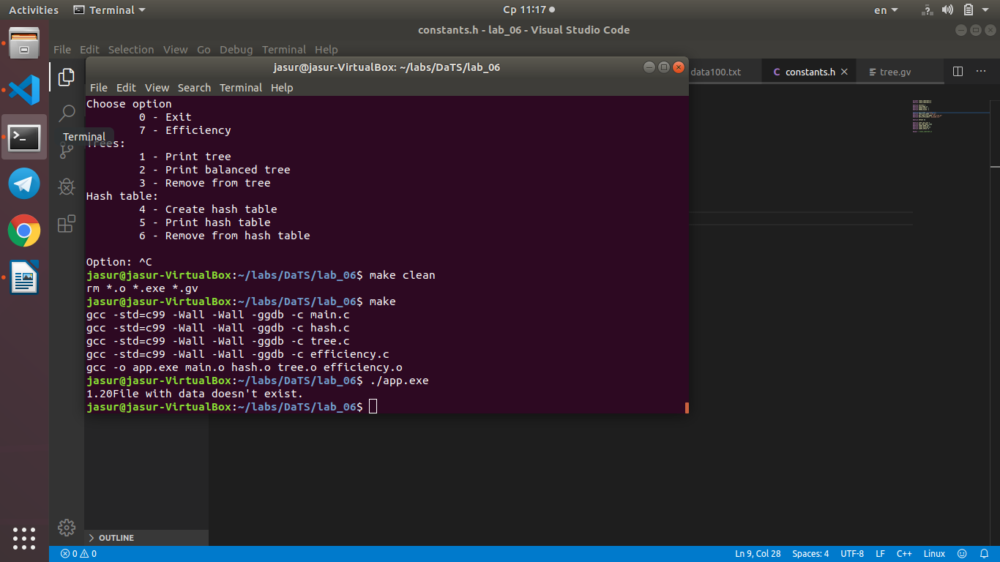 Activities Terminal Ср 11:17 en
constants.h - lab_06 - Visual Studio Code
File Edit Selection View Go Debug Terminal Help
data100.txt C constants.h tree.gv
jasur@jasur-VirtualBox: ~/labs/DaTS/lab_06
File Edit View Search Terminal Help
Choose option
0 - Exit
7 - Efficiency
Trees:
1 - Print tree
2 - Print balanced tree
3 - Remove from tree
Hash table:
4 - Create hash table
5 - Print hash table
6 - Remove from hash table
Option: ^C
jasur@jasur-VirtualBox:~/labs/DaTS/lab_06$ make clean
rm *.o *.exe *.gv
jasur@jasur-VirtualBox:~/labs/DaTS/lab_06$ make
gcc -std=c99 -Wall -Wall -ggdb -c main.c
gcc -std=c99 -Wall -Wall -ggdb -c hash.c
gcc -std=c99 -Wall -Wall -ggdb -c tree.c
gcc -std=c99 -Wall -Wall -ggdb -c efficiency.c
gcc -o app.exe main.o hash.o tree.o efficiency.o
jasur@jasur-VirtualBox:~/labs/DaTS/lab_06$ ./app.exe
1.20File with data doesn't exist.
jasur@jasur-VirtualBox:~/labs/DaTS/lab_06$
Terminal
OUTLINE
0 0 Ln 9, Col 28 Spaces: 4 UTF-8 LF C++ Linux